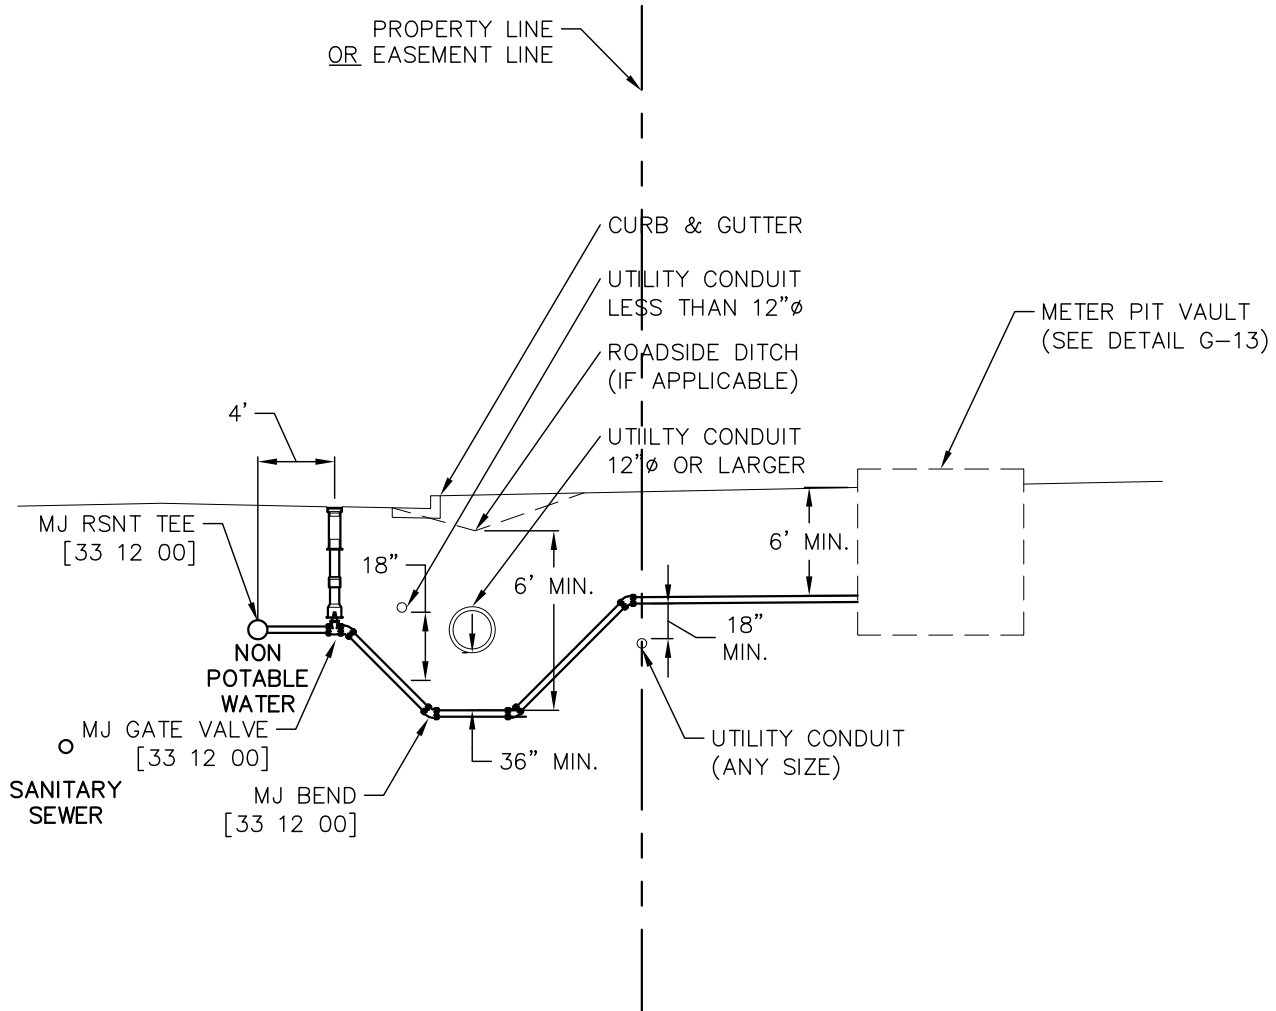 PROPERTY LINE
OR EASEMENT LINE
CURB & GUTTER
UTILITY CONDUIT
LESS THAN 12"ø
ROADSIDE DITCH
(IF APPLICABLE)
UTIILTY CONDUIT
12"ø OR LARGER
METER PIT VAULT
(SEE DETAIL G-13)
4'
MJ RSNT TEE
[33 12 00]
18"
6' MIN.
6' MIN.
18"
MIN.
NON
POTABLE
WATER
MJ GATE VALVE
[33 12 00]
SANITARY
SEWER
MJ BEND
[33 12 00]
36" MIN.
UTILITY CONDUIT
(ANY SIZE)